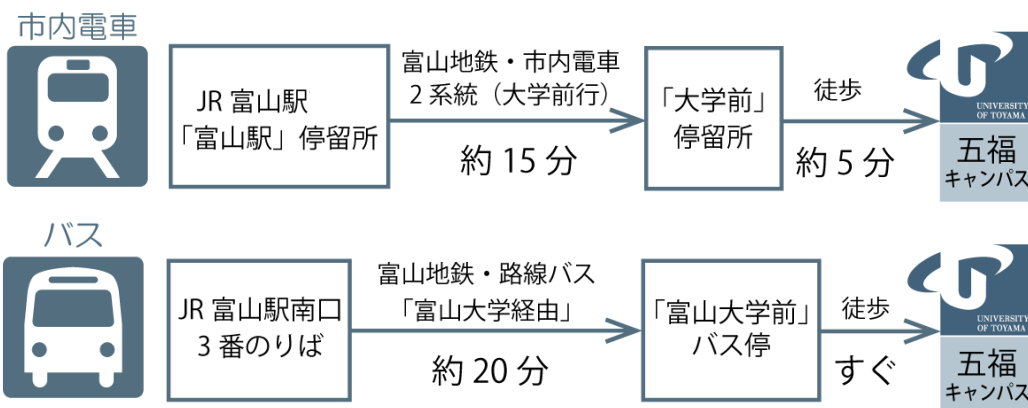 市内電車
JR 富山駅
「富山駅」停留所
富山地鉄・市内電車
2 系統（大学前行）
約 15 分
「大学前」
停留所
徒歩
約 5 分
UNIVERSITY
OF TOYAMA
五福
キャンパス
バス
JR 富山駅南口
3 番のりば
富山地鉄・路線バス
「富山大学経由」
約 20 分
「富山大学前」
バス停
徒歩
すぐ
UNIVERSITY
OF TOYAMA
五福
キャンパス